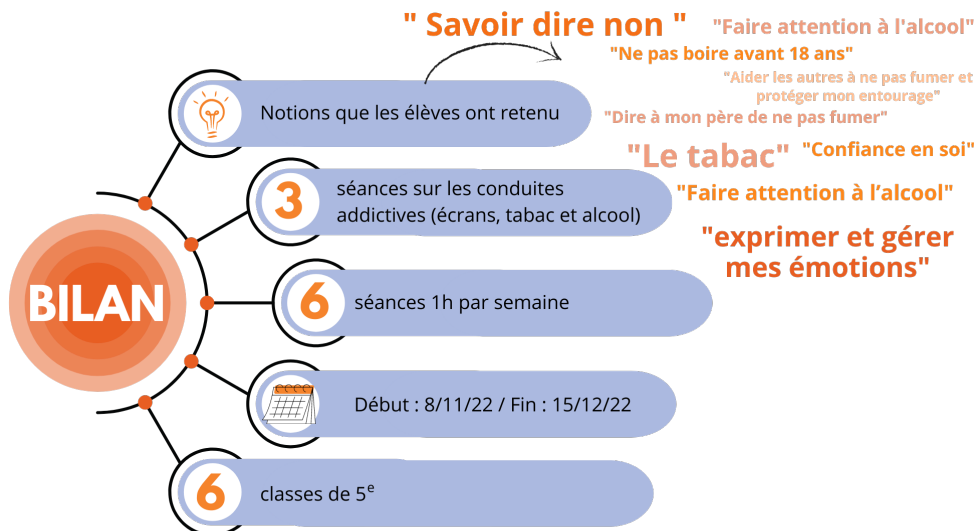 " Savoir dire non "
"Faire attention à l'alcool"
"Ne pas boire avant 18 ans"
"Aider les autres à ne pas fumer et
protéger mon entourage"
"Dire à mon père de ne pas fumer"
"Le tabac"
"Confiance en soi"
"Faire attention à l’alcool"
"exprimer et gérer
mes émotions"
Notions que les élèves ont retenu
3
séances sur les conduites
addictives (écrans, tabac et alcool)
BILAN
6
séances 1h par semaine
Début : 8/11/22 / Fin : 15/12/22
6
classes de 5e